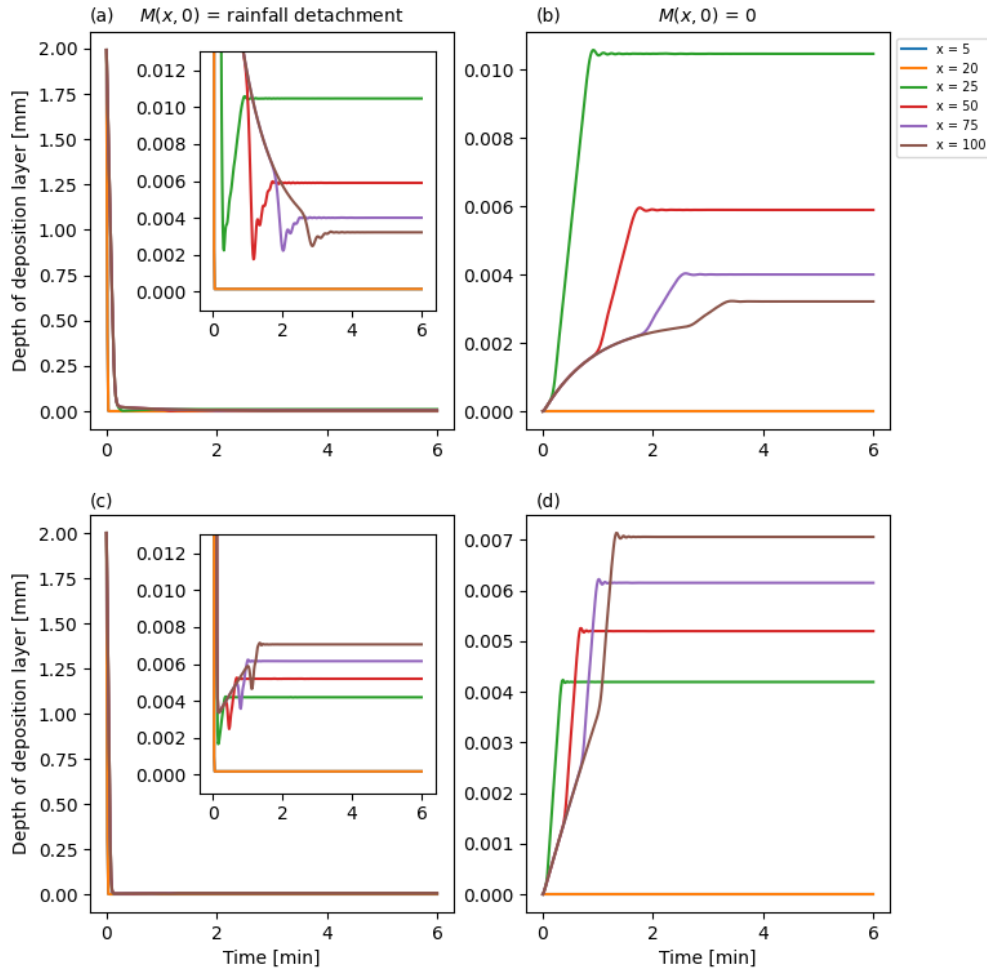 (a) M(x, 0) = rainfall detachment
(b) M(x, 0) = 0
Depth of deposition layer [mm]
2.00
1.75
1.50
1.25
1.00
0.75
0.50
0.25
0.00
0 2 4 6
0.012
0.010
0.008
0.006
0.004
0.002
0.000
0 2 4 6
0.010
0.008
0.006
0.004
0.002
0.000
0 2 4 6
x = 5
x = 20
x = 25
x = 50
x = 75
x = 100
(c)
(d)
Depth of deposition layer [mm]
2.00
1.75
1.50
1.25
1.00
0.75
0.50
0.25
0.00
0 2 4 6
Time [min]
0.012
0.010
0.008
0.006
0.004
0.002
0.000
0 2 4 6
0.007
0.006
0.005
0.004
0.003
0.002
0.001
0.000
0 2 4 6
Time [min]